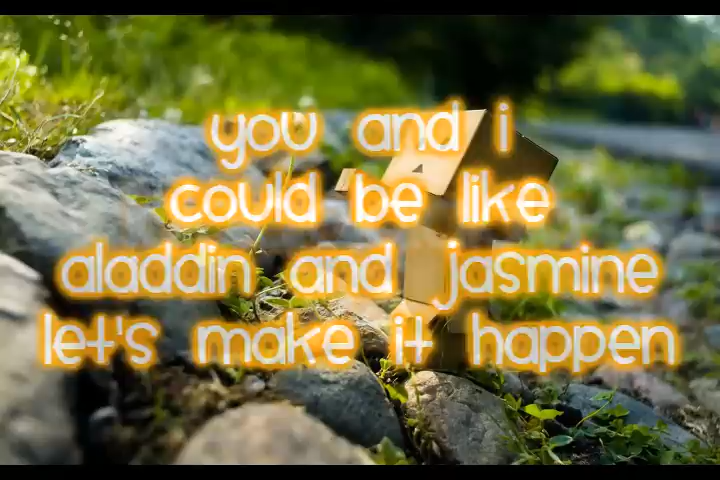 you and i
could be like
aladdin and jasmine
let's make it happen